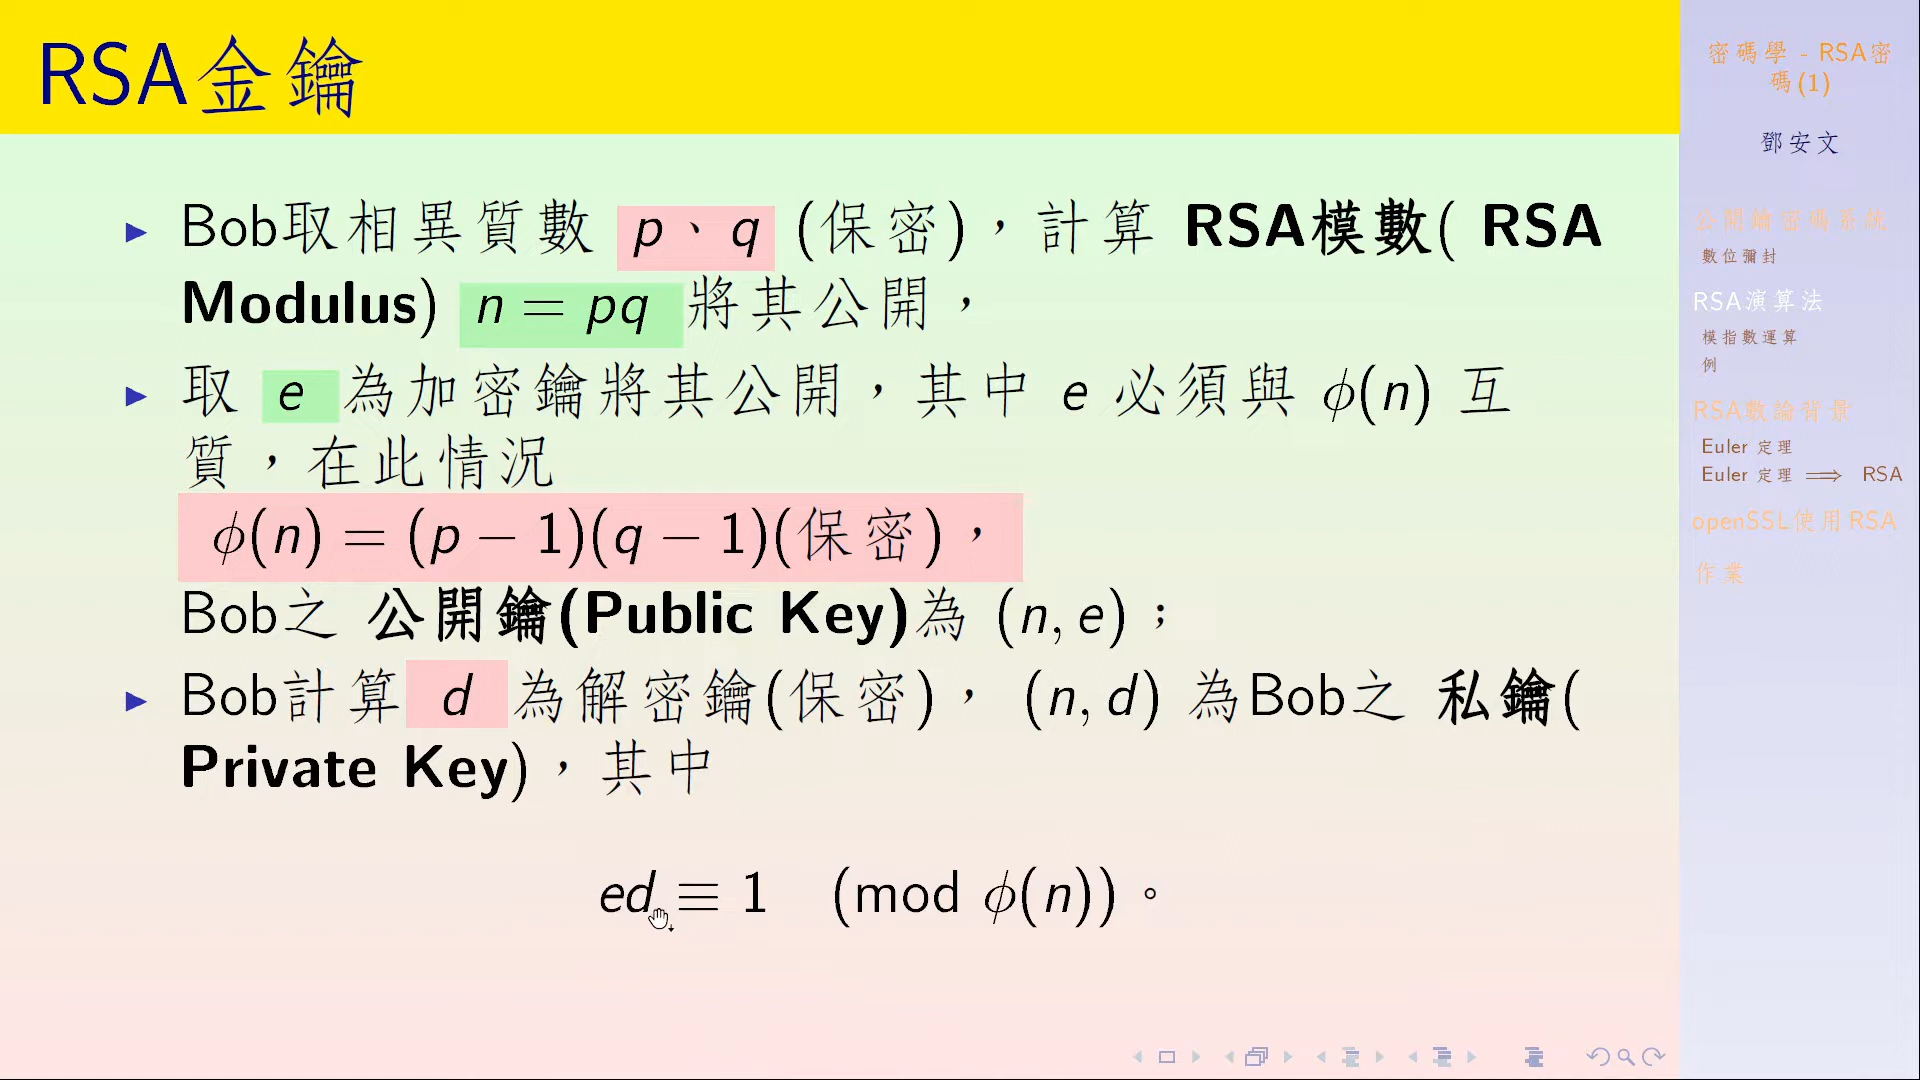 RSA金鑰
Bob取相異質數 p、q (保密)，計算 RSA模數( RSA
Modulus) n = pq 將其公開，
取 e 為加密鑰將其公開，其中 e 必須與 ϕ(n) 互
質，在此情況
ϕ(n) = (p − 1)(q − 1)(保密)，
Bob之 公開鑰(Public Key)為 (n, e)；
Bob計算 d 為解密鑰(保密)， (n, d) 為Bob之 私鑰(
Private Key)，其中
ed ≡ 1 (mod ϕ(n))。
密碼學 - RSA密
碼(1)
鄧安文
公開鑰密碼系統
數位彌封
RSA演算法
模指數運算
例
RSA數論背景
Euler 定理
Euler 定理 ⟹ RSA
openSSL使用RSA
作業